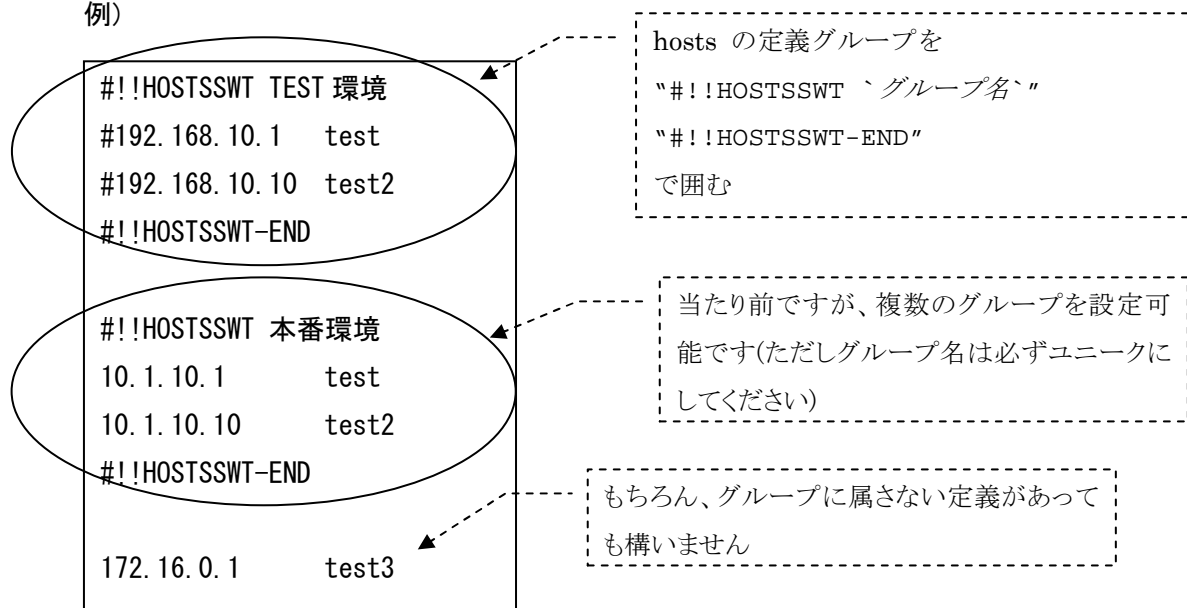 例）
#!!HOSTSSWT TEST 環境
#192.168.10.1 test
#192.168.10.10 test2
#!!HOSTSSWT-END
#!!HOSTSSWT 本番環境
10.1.10.1 test
10.1.10.10 test2
#!!HOSTSSWT-END
172.16.0.1 test3
hosts の定義グループを
“#!!HOSTSSWT `グループ名`”
“#!!HOSTSSWT-END”
で囲む
当たり前ですが、複数のグループを設定可
能です(ただしグループ名は必ずユニークに
してください)
もちろん、グループに属さない定義があって
も構いません